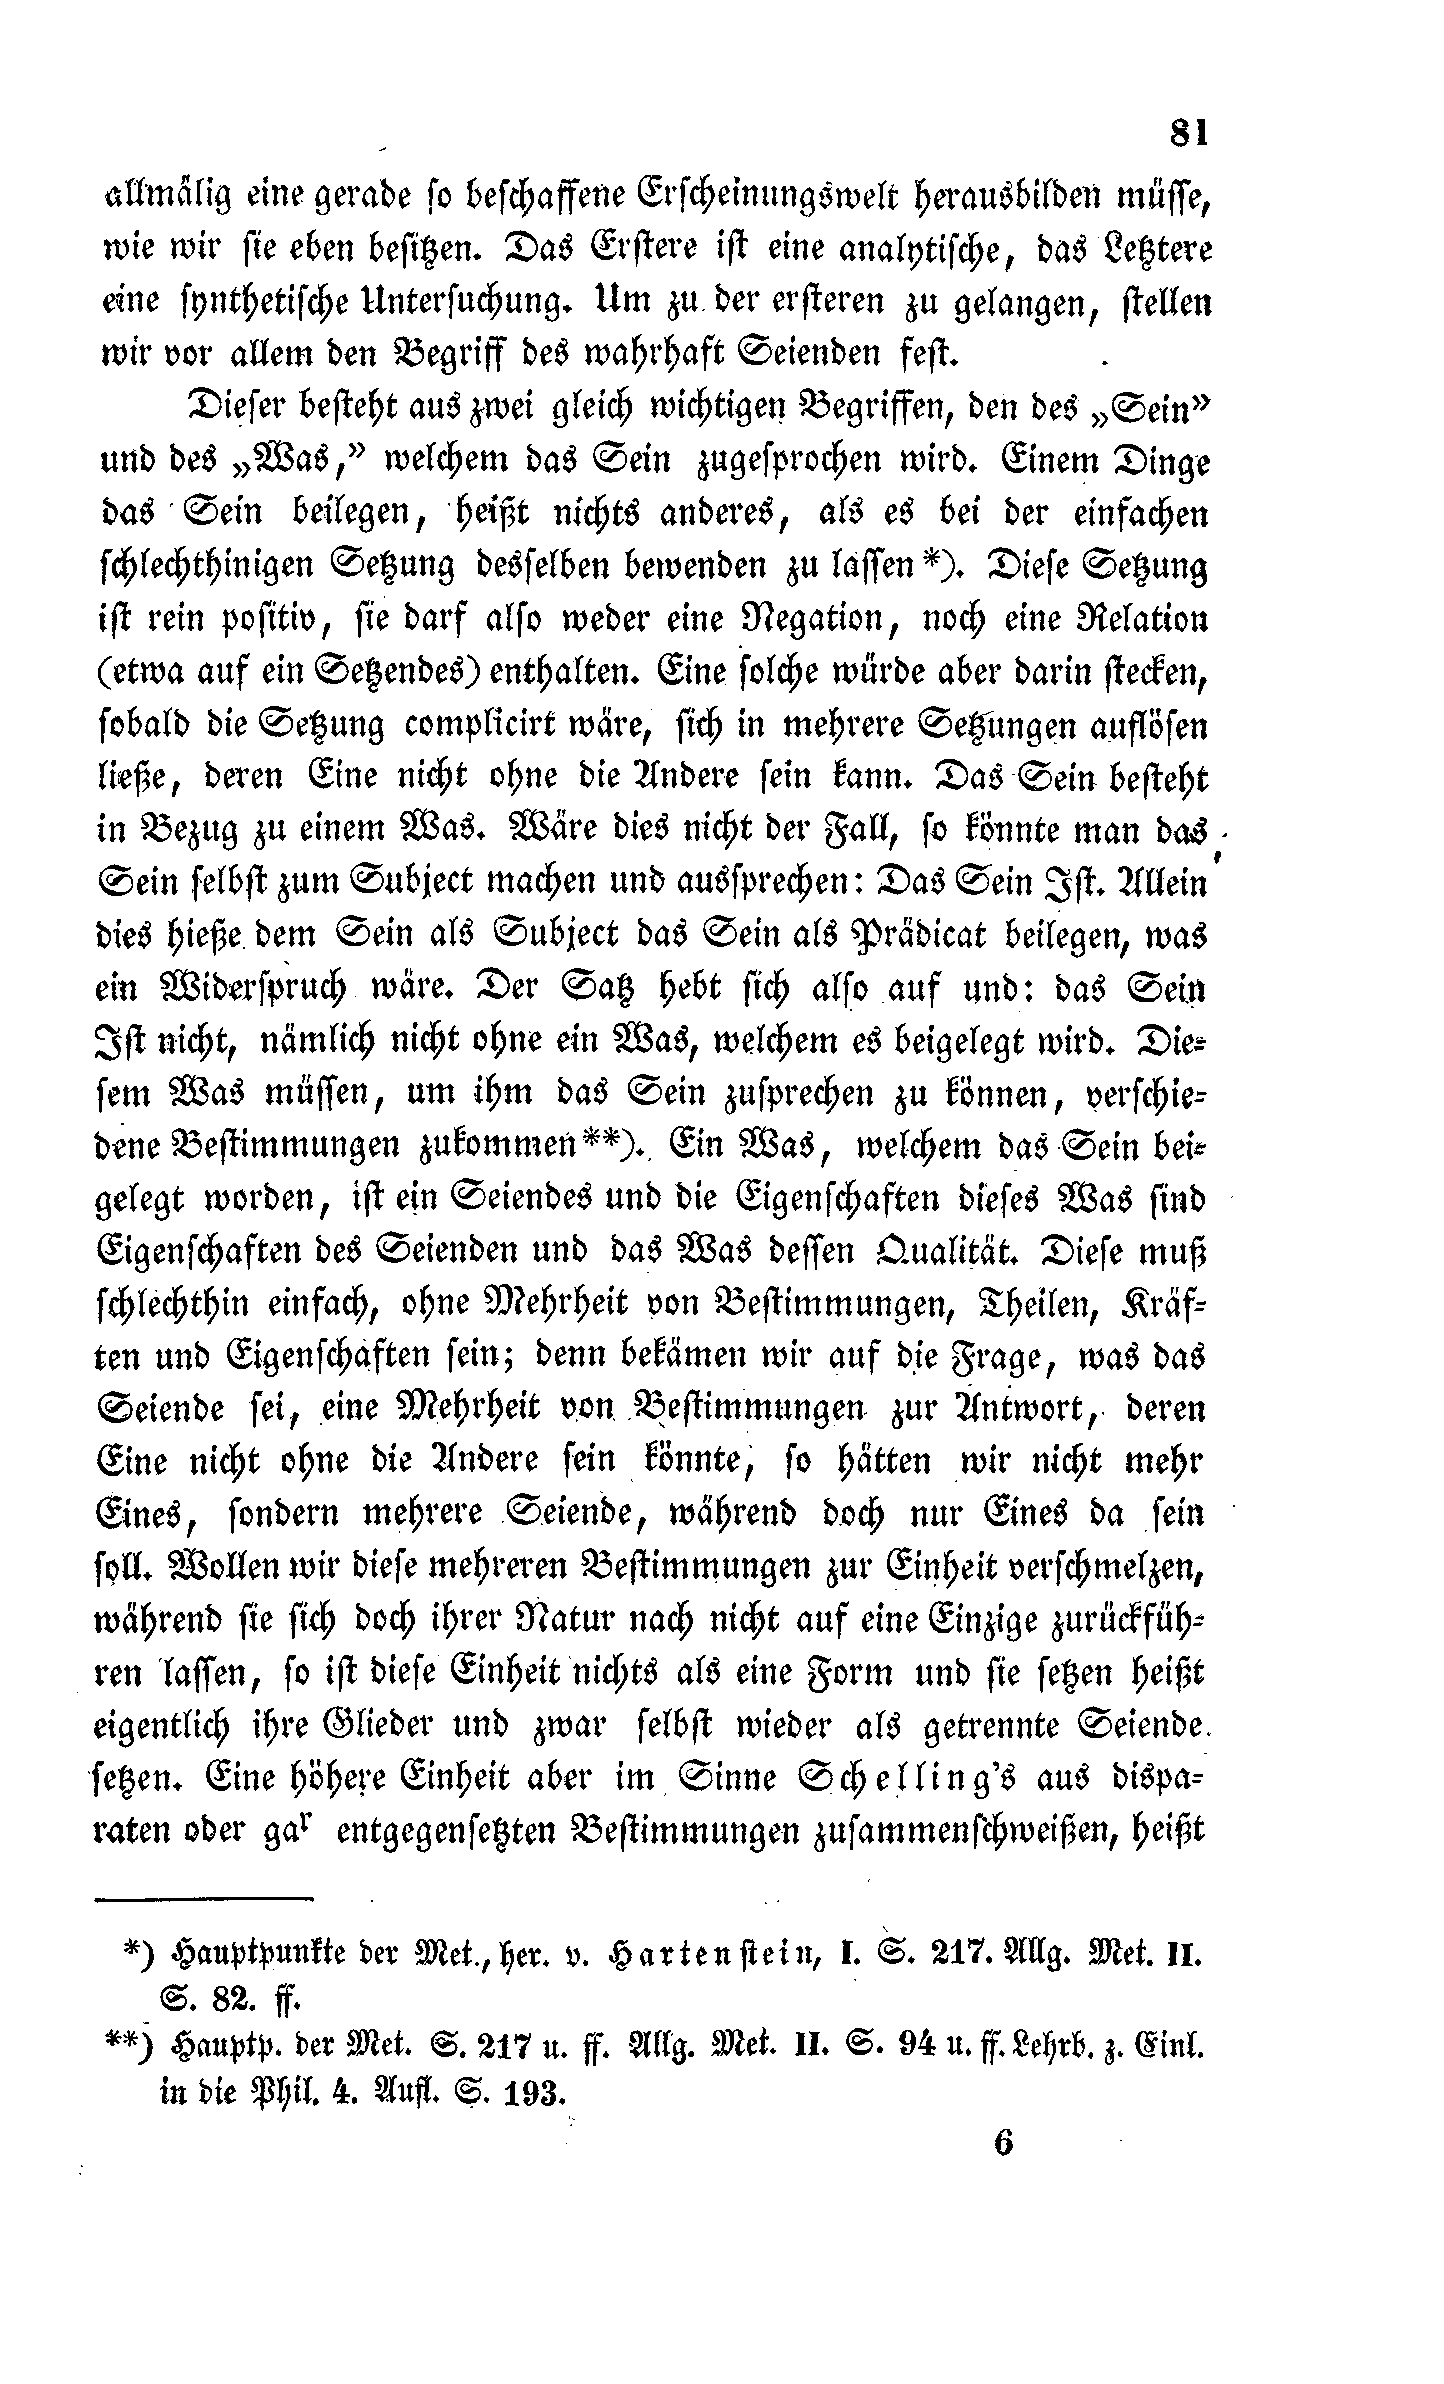 81
allmälig eine gerade so beschaffene Erscheinungswelt herausbilden müsse,
wie wir sie eben besitzen. Das Erstere ist eine analytische, das Letztere
eine synthetische Untersuchung. Um zu der ersteren zu gelangen, stellen
wir vor allem den Begriff des wahrhaft Seienden fest.
Dieser besteht aus zwei gleich wichtigen Begriffen, den des „Sein”
und des „Was,” welchem das Sein zugesprochen wird. Einem Dinge
das Sein beilegen, heißt nichts anderes, als es bei der einfachen
schlechthinigen Setzung desselben bewenden zu lassen*). Diese Setzung
ist rein positiv, sie darf also weder eine Negation, noch eine Relation
(etwa auf ein Setzendes) enthalten. Eine solche würde aber darin stecken,
sobald die Setzung complicirt wäre, sich in mehrere Setzungen auflösen
ließe, deren Eine nicht ohne die Andere sein kann. Das Sein besteht
in Bezug zu einem Was. Wäre dies nicht der Fall, so könnte man das
Sein selbst zum Subject machen und aussprechen: Das Sein Ist. Allein
dies hieße dem Sein als Subject das Sein als Prädicat beilegen, was
ein Widerspruch wäre. Der Satz hebt sich also auf und: das Sein
Ist nicht, nämlich nicht ohne ein Was, welchem es beigelegt wird. Die-
sem Was müssen, um ihm das Sein zusprechen zu können, verschie-
dene Bestimmungen zukommen**). Ein Was, welchem das Sein bei-
gelegt worden, ist ein Seiendes und die Eigenschaften dieses Was sind
Eigenschaften des Seienden und das Was dessen Qualität. Diese muß
schlechthin einfach, ohne Mehrheit von Bestimmungen, Theilen, Kräf-
ten und Eigenschaften sein; denn bekämen wir auf die Frage, was das
Seiende sei, eine Mehrheit von Bestimmungen zur Antwort, deren
Eine nicht ohne die Andere sein könnte, so hätten wir nicht mehr
Eines, sondern mehrere Seiende, während doch nur Eines da sein
soll. Wollen wir diese mehreren Bestimmungen zur Einheit verschmelzen,
während sie sich doch ihrer Natur nach nicht auf eine Einzige zurückfüh-
ren lassen, so ist diese Einheit nichts als eine Form und sie setzen heißt
eigentlich ihre Glieder und zwar selbst wieder als getrennte Seiende
setzen. Eine höhere Einheit aber im Sinne Schelling's aus dispa-
raten oder gar entgegensetzten Bestimmungen zusammenschweißen, heißt
*) Hauptpunkte der Met., her. v. Hartenstein, I. S. 217. Allg. Met. II.
S. 82. ff.
**) Hauptp. der Met. S. 217 u. ff. Allg. Met. II. S. 94 u. ff. Lehrb. z. Einl.
in die Phil. 4. Aufl. S. 193.
6